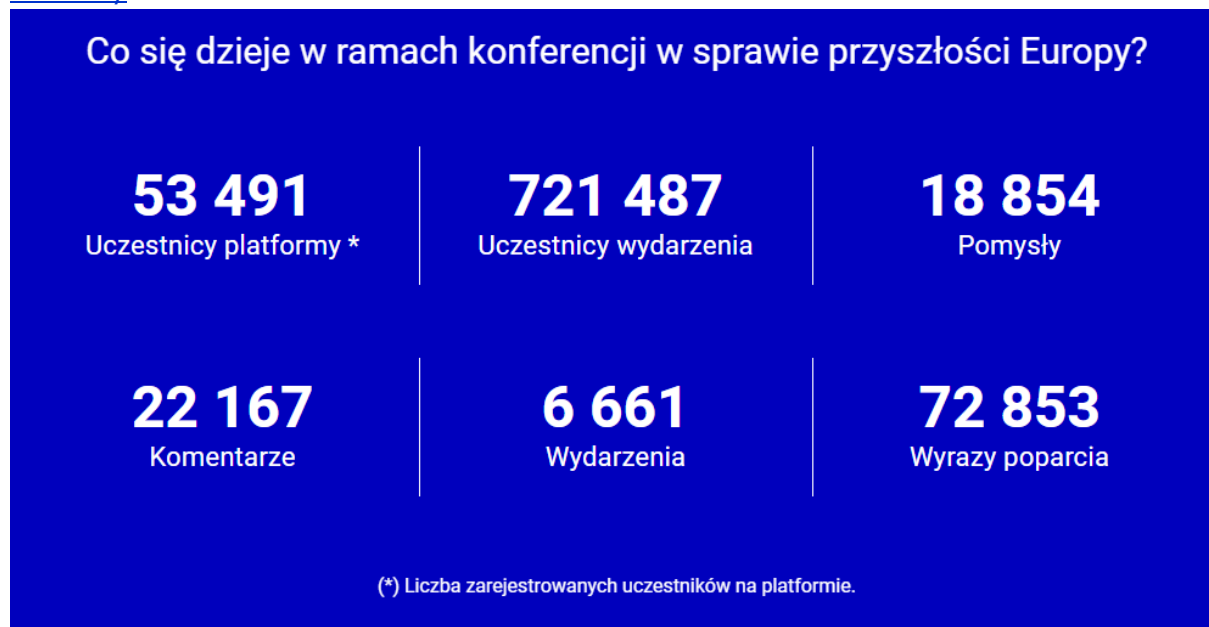 Co się dzieje w ramach konferencji w sprawie przyszłości Europy?
53 491
Uczestnicy platformy *
721 487
Uczestnicy wydarzenia
18 854
Pomysły
22 167
Komentarze
6 661
Wydarzenia
72 853
Wyrazy poparcia
(*) Liczba zarejestrowanych uczestników na platformie.